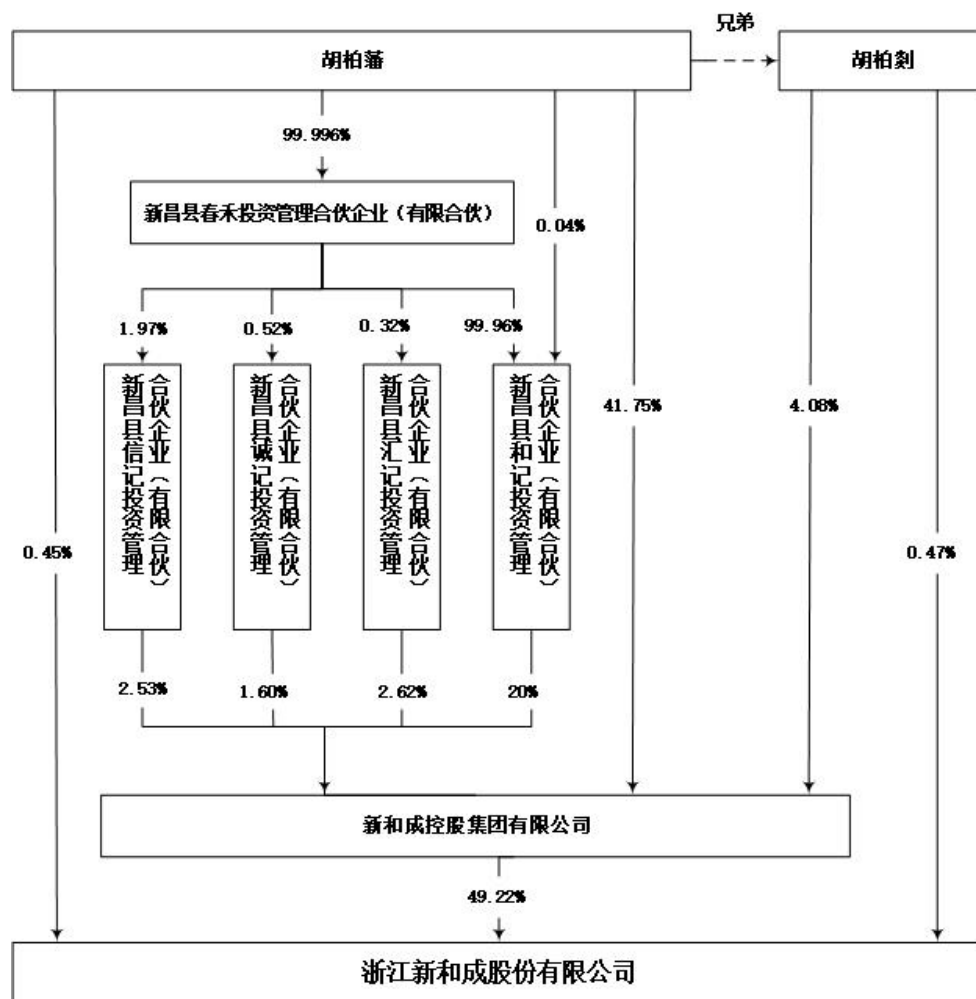 兄弟
胡柏藩
胡柏剡
99.996%
新昌县春禾投资管理合伙企业（有限合伙）
0.04%
1.97%
0.52%
0.32%
99.96%
新昌县信记投资管理
合伙企业（有限合伙）
新昌县诚记投资管理
合伙企业（有限合伙）
新昌县汇记投资管理
合伙企业（有限合伙）
新昌县和记投资管理
合伙企业（有限合伙）
41.75%
4.08%
0.45%
0.47%
2.53%
1.60%
2.62%
20%
新和成控股集团有限公司
49.22%
浙江新和成股份有限公司